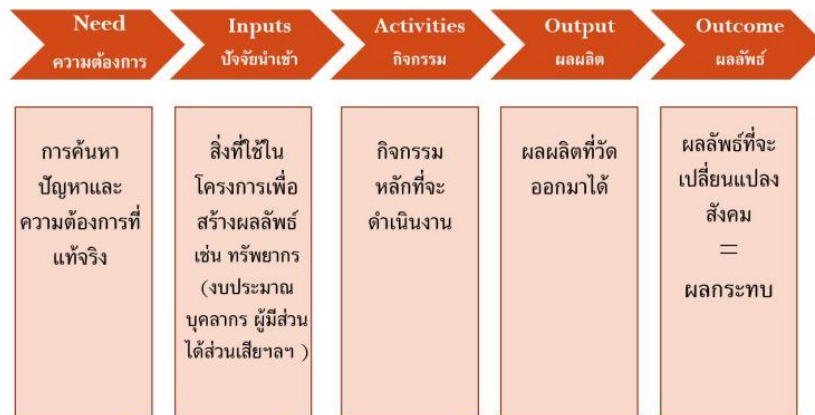 Need
ความต้องการ
Inputs
ปัจจัยนำเข้า
Activities
กิจกรรม
Output
ผลผลิต
Outcome
ผลลัพธ์
การค้นหา
ปัญหาและ
ความต้องการที่
แท้จริง
สิ่งที่ใช้ใน
โครงการเพื่อ
สร้างผลลัพธ์
เช่น ทรัพยากร
(งบประมาณ
บุคลากร ผู้มีส่วน
ได้ส่วนเสียฯลฯ )
กิจกรรม
หลักที่จะ
ดำเนินงาน
ผลผลิตที่วัด
ออกมาได้
ผลลัพธ์ที่จะ
เปลี่ยนแปลง
สังคม
=
ผลกระทบ